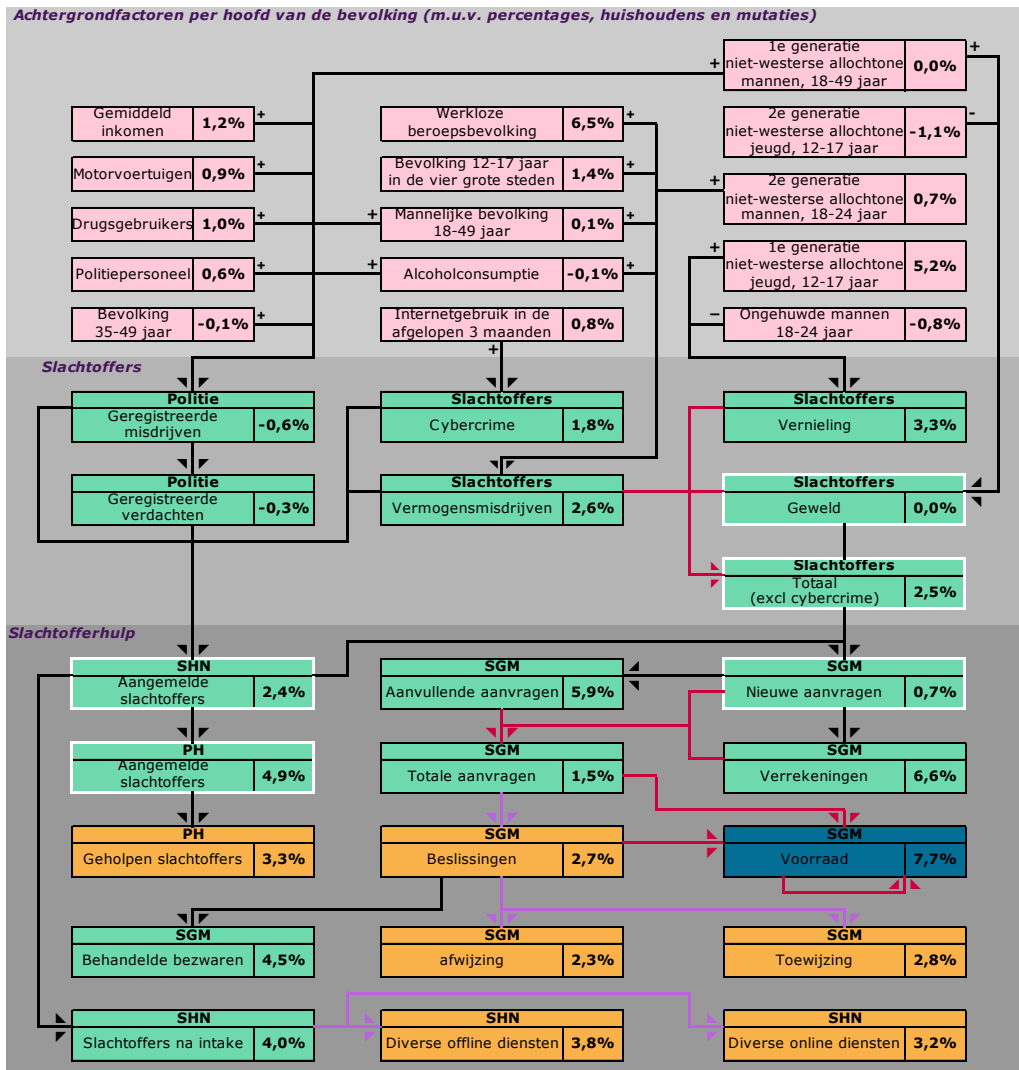 Achtergrondfactoren per hoofd van de bevolking (m.u.v. percentages, huishoudens en mutaties)
1e generatie
niet-westerse allochtone
mannen, 18-49 jaar
0,0%
+
+
Gemiddeld
inkomen
1,2%
+
Werkloze
beroepsbevolking
6,5%
+
2e generatie
niet-westerse allochtone
jeugd, 12-17 jaar
-1,1%
-
Motorvoertuigen
0,9%
+
Bevolking 12-17 jaar
in de vier grote steden
1,4%
+
+
2e generatie
niet-westerse allochtone
mannen, 18-24 jaar
0,7%
Drugsgebruikers
1,0%
+
+
Mannelijke bevolking
18-49 jaar
0,1%
+
+
1e generatie
niet-westerse allochtone
jeugd, 12-17 jaar
5,2%
Politiepersoneel
0,6%
+
+
Alcoholconsumptie
-0,1%
+
Bevolking
35-49 jaar
-0,1%
+
Internetgebruik in de
afgelopen 3 maanden
0,8%
+
−
Ongehuwde mannen
18-24 jaar
-0,8%
Slachtoffers
Politie
Geregistreerde
misdrijven
-0,6%
Slachtoffers
Cybercrime
1,8%
Slachtoffers
Vernieling
3,3%
Politie
Geregistreerde
verdachten
-0,3%
Slachtoffers
Vermogensmisdrijven
2,6%
Slachtoffers
Geweld
0,0%
Slachtoffers
Totaal
(excl cybercrime)
2,5%
Slachtofferhulp
SHN
Aangemelde
slachtoffers
2,4%
SGM
Aanvullende aanvragen
5,9%
SGM
Nieuwe aanvragen
0,7%
PH
Aangemelde
slachtoffers
4,9%
SGM
Totale aanvragen
1,5%
SGM
Verrekeningen
6,6%
PH
Geholpen slachtoffers
3,3%
SGM
Beslissingen
2,7%
SGM
Voorraad
7,7%
SGM
Behandelde bezwaren
4,5%
SGM
afwijzing
2,3%
SGM
Toewijzing
2,8%
SHN
Slachtoffers na intake
4,0%
SHN
Diverse offline diensten
3,8%
SHN
Diverse online diensten
3,2%